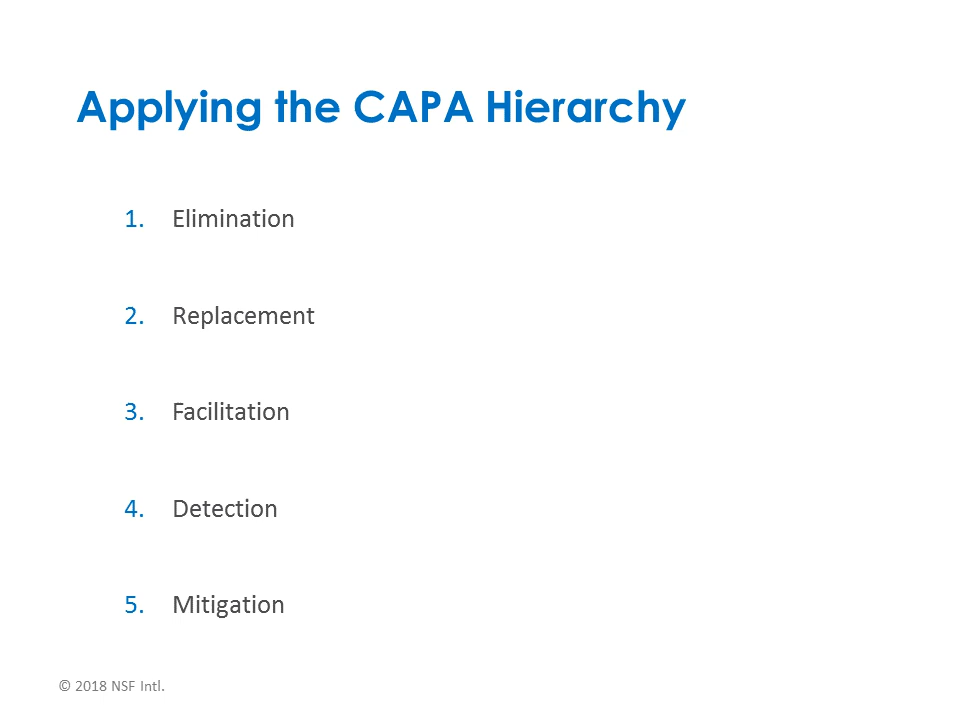 Applying the CAPA Hierarchy
1. Elimination
2. Replacement
3. Facilitation
4. Detection
5. Mitigation
© 2018 NSF Intl.